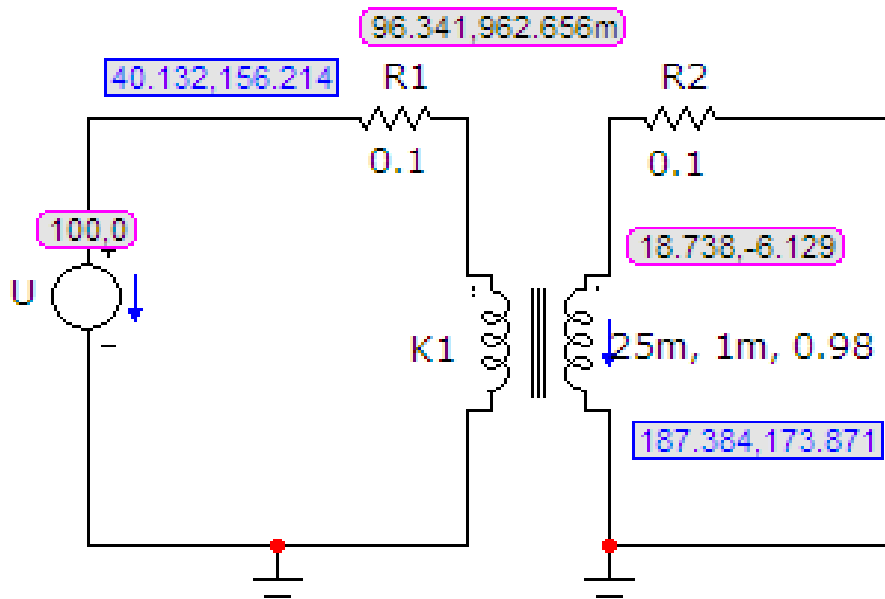 96.341,962.656m
40.132,156.214
R1
R2
0.1
0.1
100,0
+
18.738,-6.129
U
K1
25m, 1m, 0.98
−
187.384,173.871